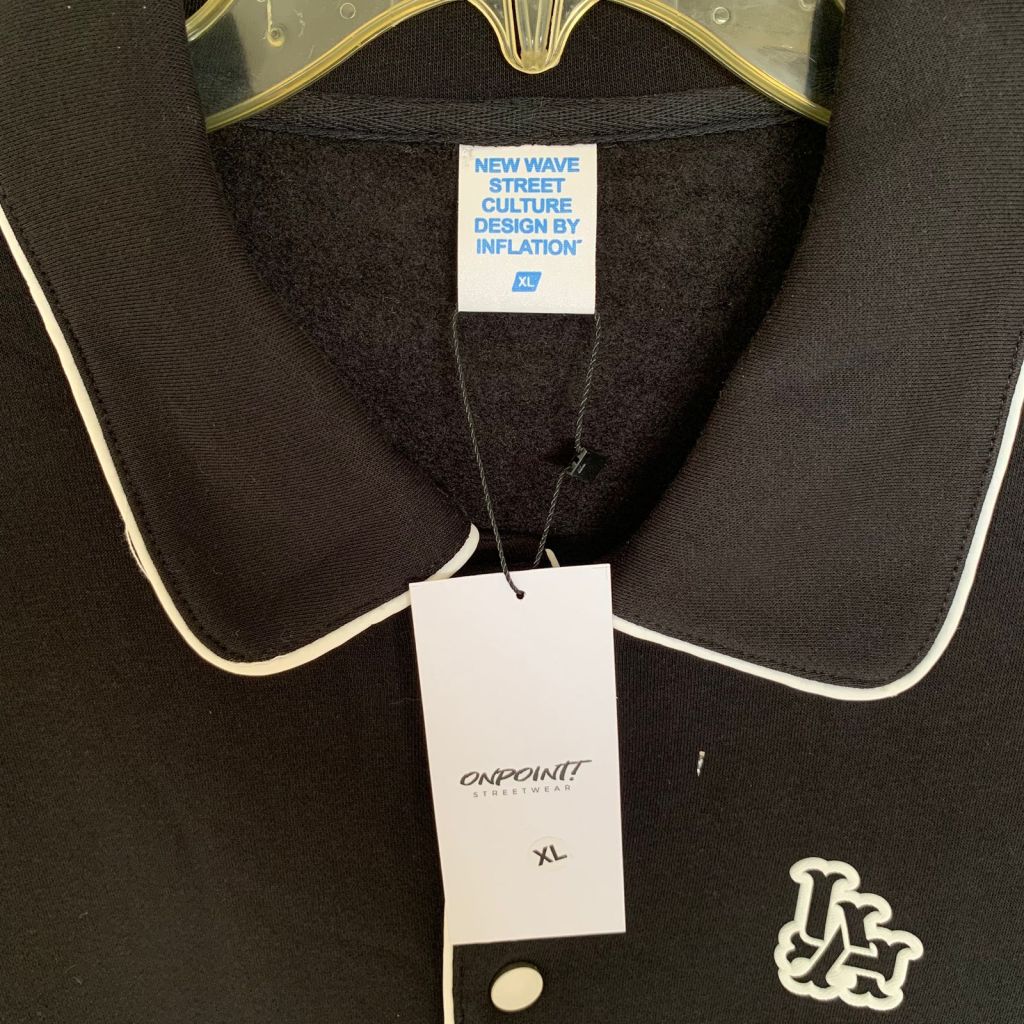 NEW WAVE
STREET
CULTURE
DESIGN BY
INFLATION
XL
ONPOINT!
STREETWEAR
XL